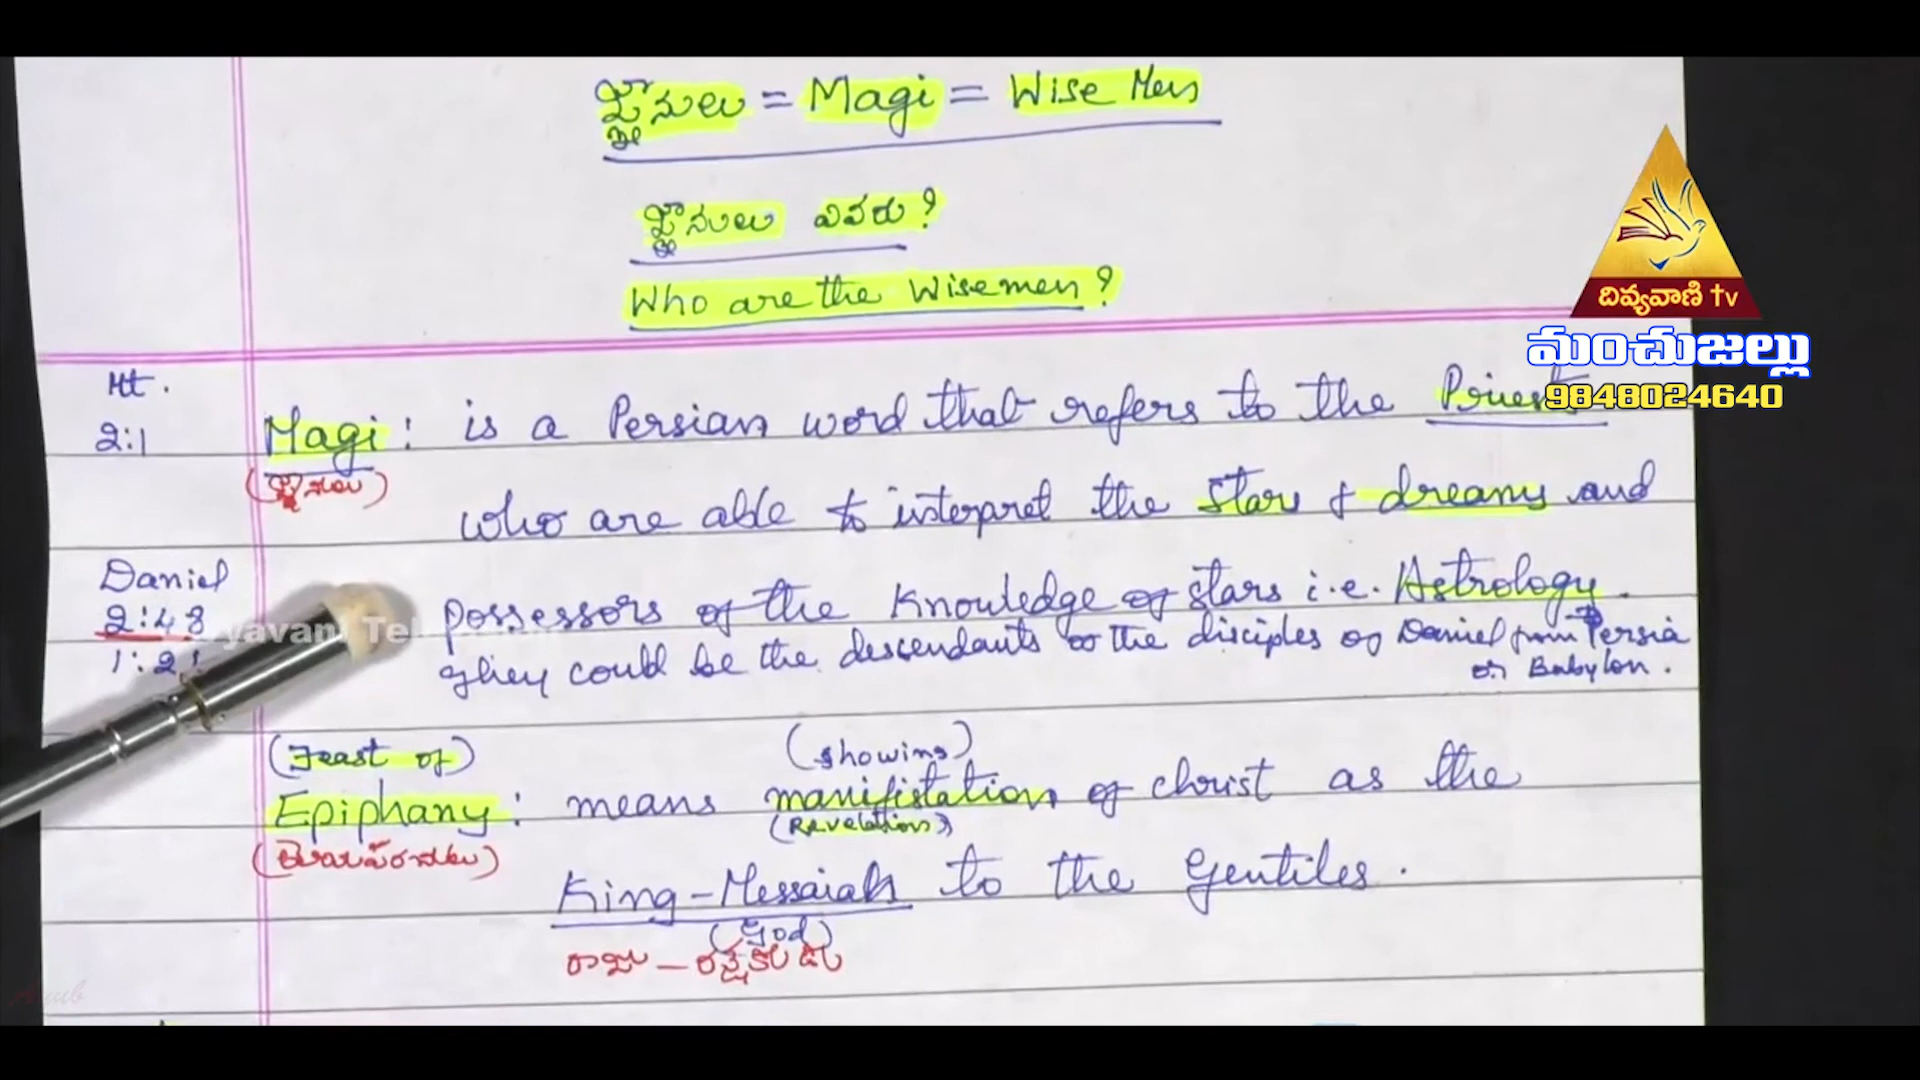 జ్ఞానులు = Magi = Wise Men
జ్ఞానులు ఎవరు?
Who are the Wisemen?
దివ్యవాణి tv
మంచుజల్లు
9848024640
Mt.
2:1
Magi: is a Persian word that refers to the Priests
(జ్ఞానులు)
who are able to interpret the stars & dreams and
Daniel
2:48
1:21
possessors of the knowledge of stars i.e. Astrology.
They could be the descendants or the disciples of Daniel from Persia
or Babylon.
(Feast of) (showing)
Epiphany: means manifistation of christ as the
(Revelation)
King-Messaiah to the Gentiles.
(God)
రాజు – రక్షకుడు